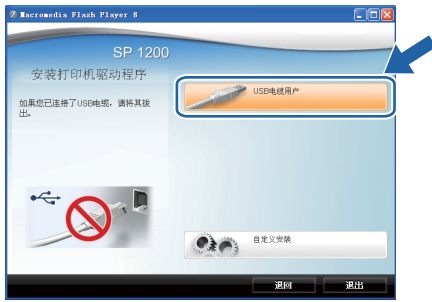 Macromedia Flash Player 8
SP 1200
安装打印机驱动程序
如果您已连接了USB电缆，请将其拔
出。
USB电缆用户
自定义安装
退回
退出